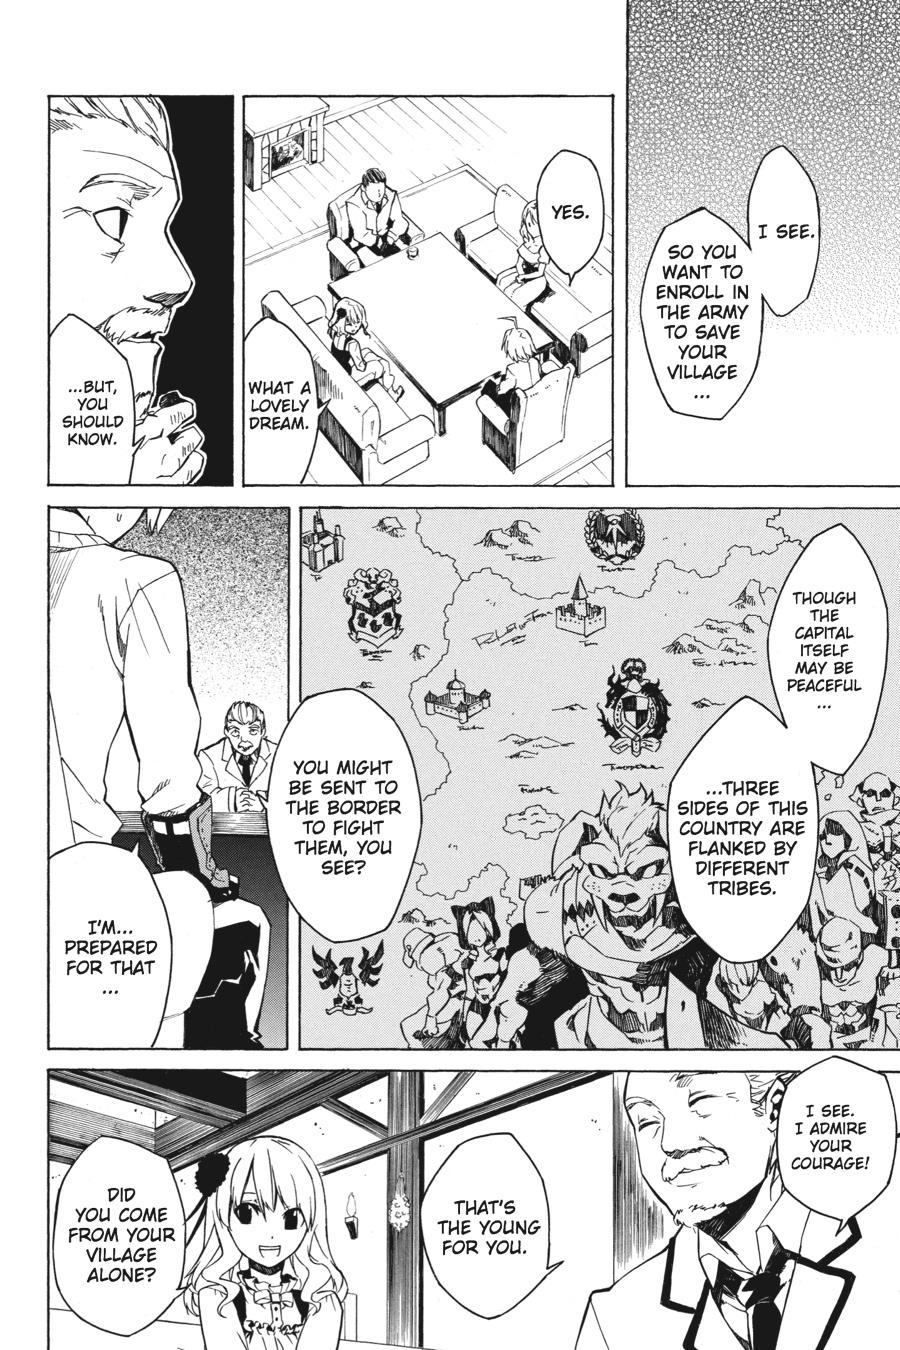 I SEE.
SO YOU
WANT TO
ENROLL IN
THE ARMY
TO SAVE
YOUR
VILLAGE
...
YES.
WHAT A
LOVELY
DREAM.
...BUT,
YOU
SHOULD
KNOW.
THOUGH
THE
CAPITAL
ITSELF
MAY BE
PEACEFUL
...
...THREE
SIDES OF THIS
COUNTRY ARE
FLANKED BY
DIFFERENT
TRIBES.
YOU MIGHT
BE SENT TO
THE BORDER
TO FIGHT
THEM, YOU
SEE?
I'M...
PREPARED
FOR THAT
...
I SEE.
I ADMIRE
YOUR
COURAGE!
THAT'S
THE YOUNG
FOR YOU.
DID
YOU COME
FROM YOUR
VILLAGE
ALONE?